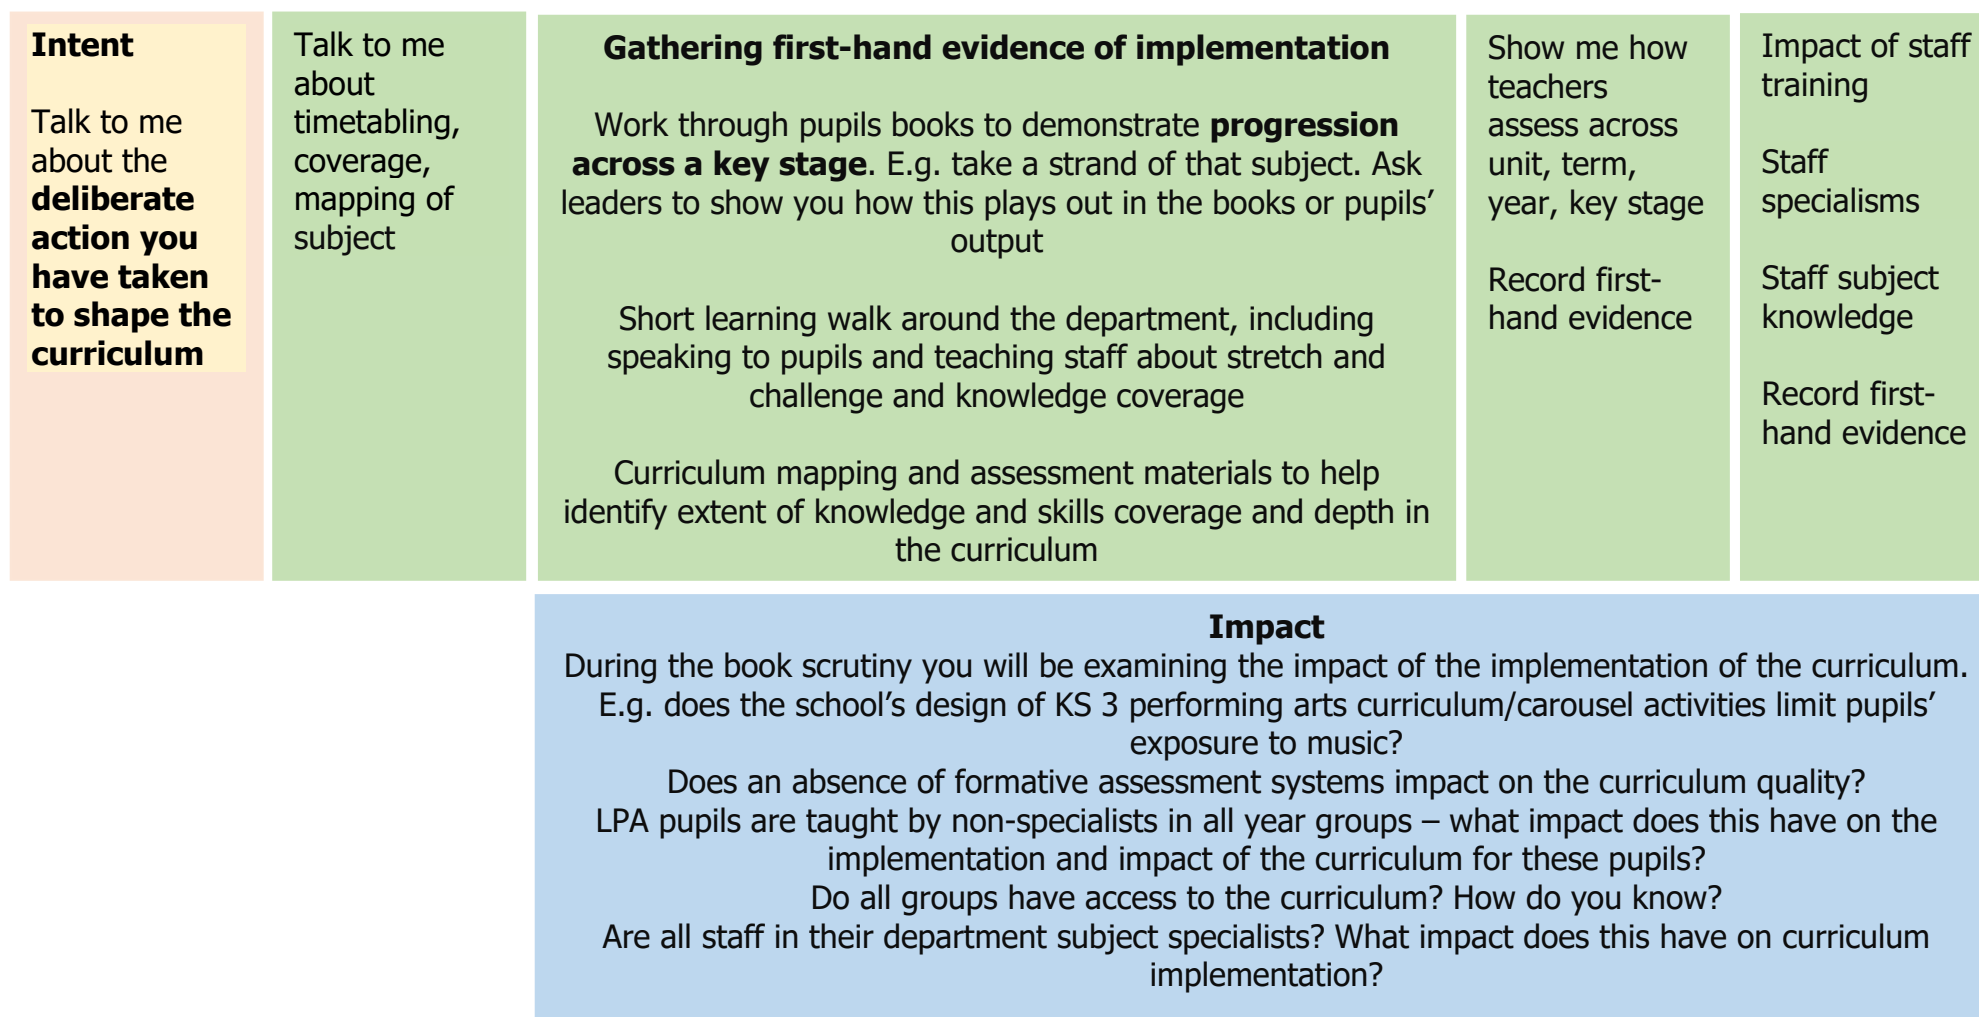 Intent
Talk to me
about the
deliberate
action you
have taken
to shape the
curriculum
Talk to me
about
timetabling,
coverage,
mapping of
subject
Gathering first-hand evidence of implementation
Work through pupils books to demonstrate progression
across a key stage. E.g. take a strand of that subject. Ask
leaders to show you how this plays out in the books or pupils’
output
Short learning walk around the department, including
speaking to pupils and teaching staff about stretch and
challenge and knowledge coverage
Curriculum mapping and assessment materials to help
identify extent of knowledge and skills coverage and depth in
the curriculum
Show me how
teachers
assess across
unit, term,
year, key stage
Record first-
hand evidence
Impact of staff
training
Staff
specialisms
Staff subject
knowledge
Record first-
hand evidence
Impact
During the book scrutiny you will be examining the impact of the implementation of the curriculum.
E.g. does the school’s design of KS 3 performing arts curriculum/carousel activities limit pupils’
exposure to music?
Does an absence of formative assessment systems impact on the curriculum quality?
LPA pupils are taught by non-specialists in all year groups – what impact does this have on the
implementation and impact of the curriculum for these pupils?
Do all groups have access to the curriculum? How do you know?
Are all staff in their department subject specialists? What impact does this have on curriculum
implementation?